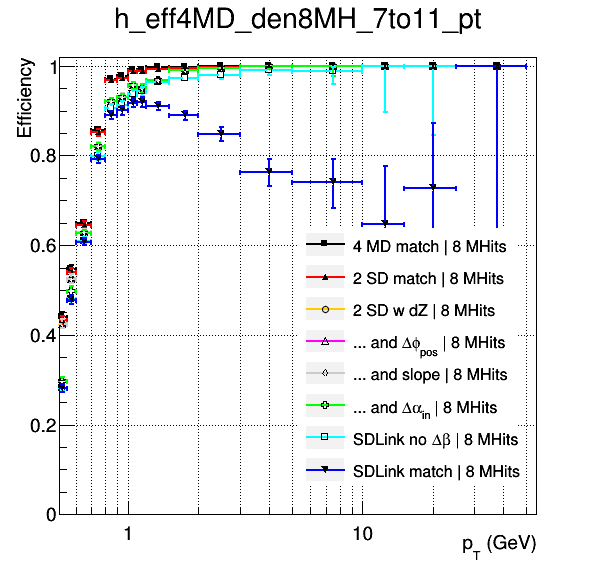 h_eff4MD_den8MH_7to11_pt
Efficiency
1
0.8
0.6
0.4
0.2
0
4 MD match | 8 MHits
2 SD match | 8 MHits
2 SD w dZ | 8 MHits
... and Δϕpos | 8 MHits
... and slope | 8 MHits
... and Δαin | 8 MHits
SDLink no Δβ | 8 MHits
SDLink match | 8 MHits
1 10
pT (GeV)